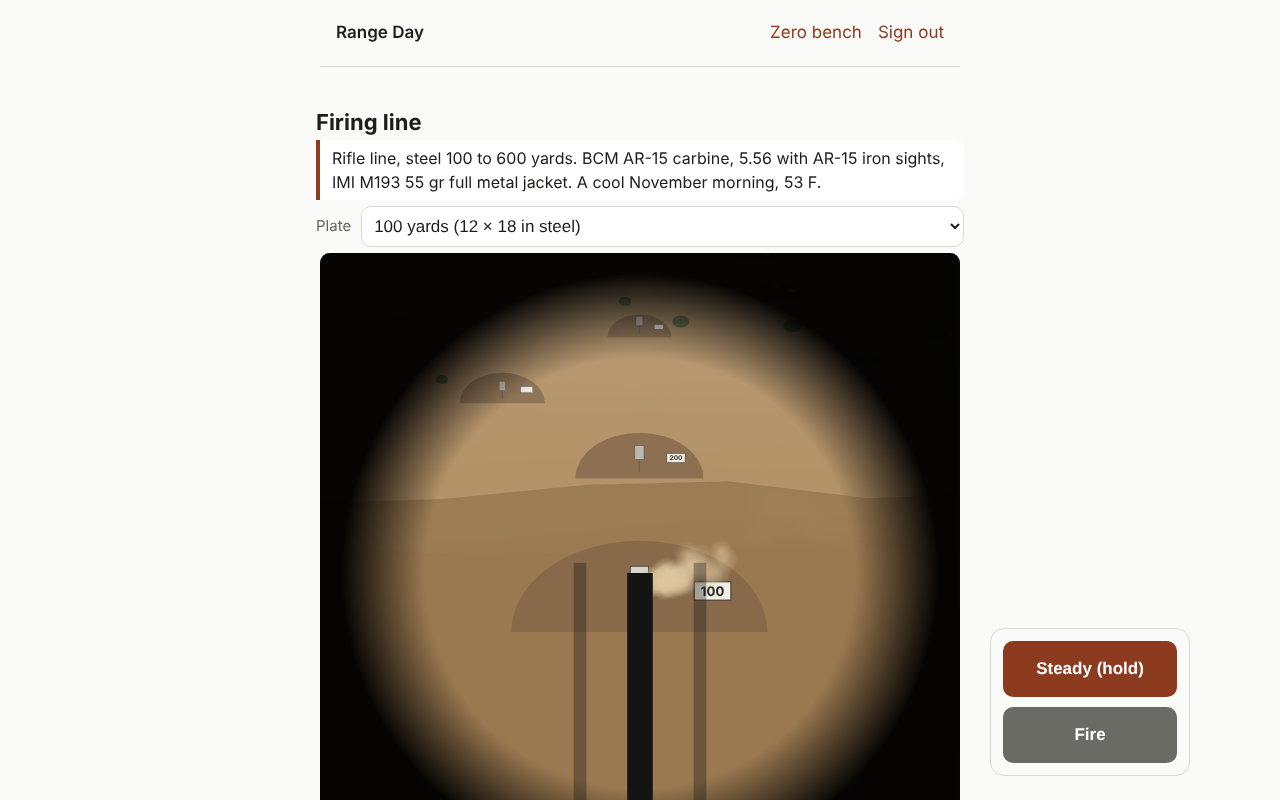 Range Day
Zero bench
Sign out
Firing line
Rifle line, steel 100 to 600 yards. BCM AR-15 carbine, 5.56 with AR-15 iron sights,
IMI M193 55 gr full metal jacket. A cool November morning, 53 F.
Plate
100 yards (12 × 18 in steel)
200
100
Steady (hold)
Fire